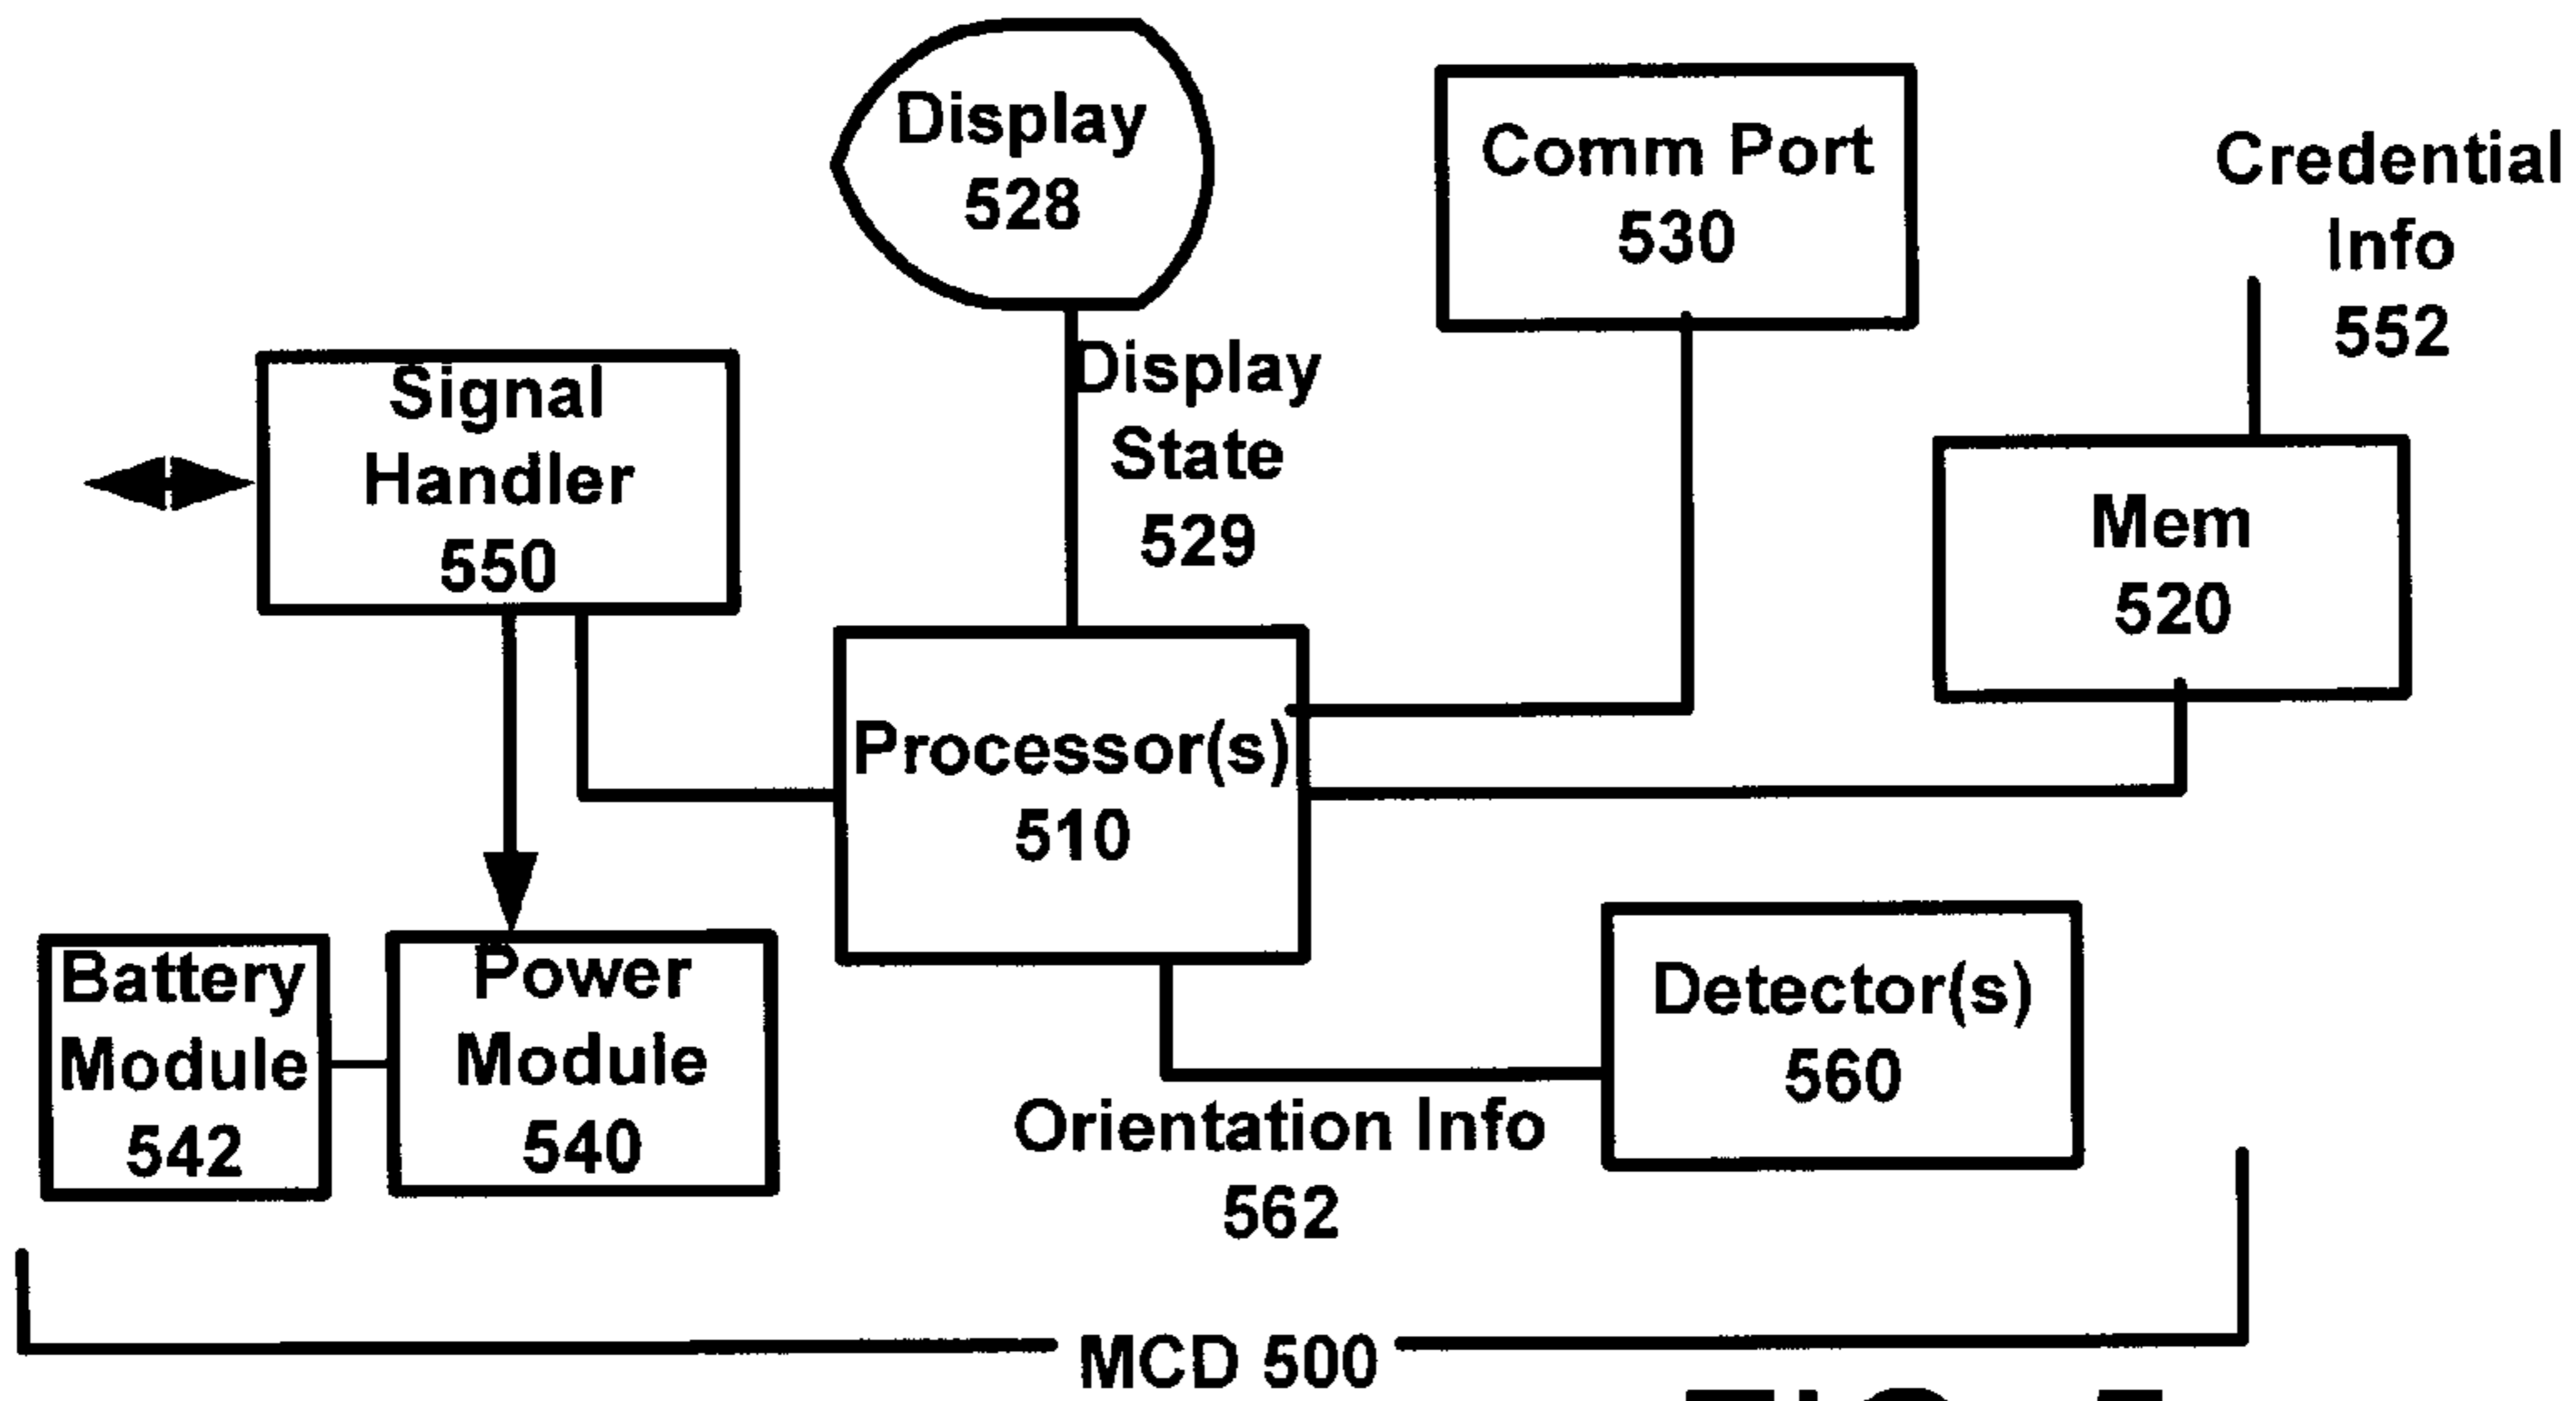 Display
528
Comm Port
530
Credential
Info
552
Signal
Handler
550
Display
State
529
Mem
520
Processor(s)
510
Battery
Module
542
Power
Module
540
Detector(s)
560
Orientation Info
562
MCD 500